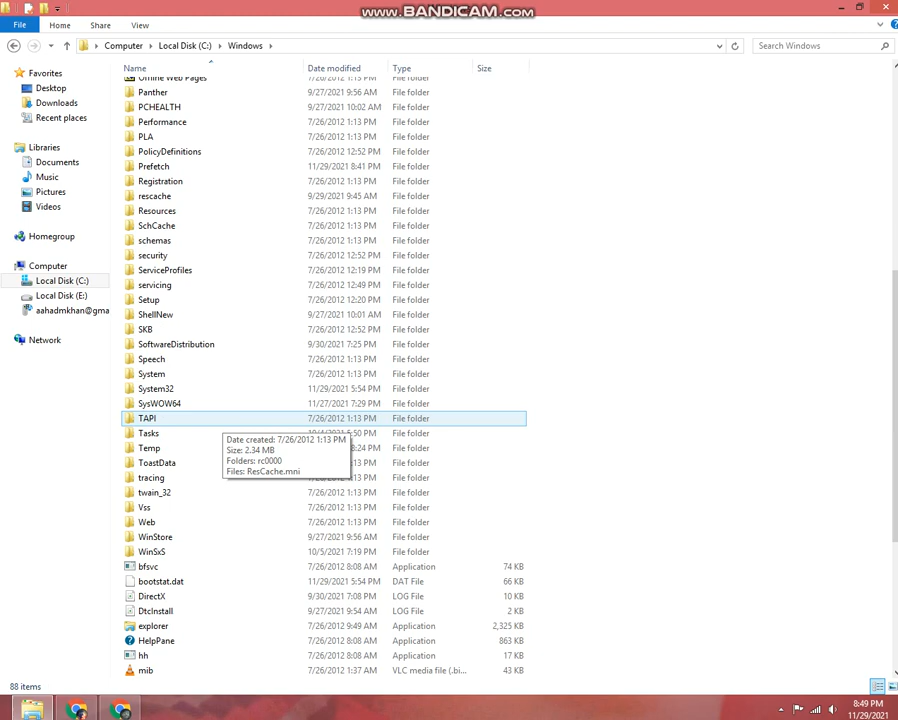 www.BANDICAM.com
File Home Share View
Computer Local Disk (C:) Windows Search Windows
Name Date modified Type Size
Favorites
Desktop
Downloads
Recent places
Libraries
Documents
Music
Pictures
Videos
Homegroup
Computer
Local Disk (C:)
Local Disk (E:)
aahadmkhan@gma
Network
Offline Web Pages 7/26/2012 1:13 PM File folder
Panther 9/27/2021 9:56 AM File folder
PCHEALTH 9/27/2021 10:02 AM File folder
Performance 7/26/2012 1:13 PM File folder
PLA 7/26/2012 1:13 PM File folder
PolicyDefinitions 7/26/2012 12:52 PM File folder
Prefetch 11/29/2021 8:41 PM File folder
Registration 7/26/2012 1:13 PM File folder
rescache 9/29/2021 9:45 AM File folder
Resources 7/26/2012 1:13 PM File folder
SchCache 7/26/2012 1:13 PM File folder
schemas 7/26/2012 1:13 PM File folder
security 7/26/2012 12:52 PM File folder
ServiceProfiles 7/26/2012 12:19 PM File folder
servicing 7/26/2012 12:49 PM File folder
Setup 7/26/2012 12:20 PM File folder
ShellNew 9/27/2021 10:01 AM File folder
SKB 7/26/2012 12:52 PM File folder
SoftwareDistribution 9/30/2021 7:25 PM File folder
Speech 7/26/2012 1:13 PM File folder
System 7/26/2012 1:13 PM File folder
System32 11/29/2021 5:54 PM File folder
SysWOW64 11/27/2021 7:29 PM File folder
TAPI 7/26/2012 1:13 PM File folder
Tasks 5:50 PM File folder
Temp 8:24 PM File folder
ToastData 1:13 PM File folder
tracing File folder
twain_32 7/26/2012 1:13 PM File folder
Vss 7/26/2012 1:13 PM File folder
Web 7/26/2012 1:13 PM File folder
WinStore 9/27/2021 9:56 AM File folder
WinSxS 10/5/2021 7:19 PM File folder
bfsvc 7/26/2012 8:08 AM Application 74 KB
bootstat.dat 11/29/2021 5:54 PM DAT File 66 KB
DirectX 9/30/2021 7:08 PM LOG File 10 KB
DtcInstall 9/27/2021 9:54 AM LOG File 2 KB
explorer 7/26/2012 9:49 AM Application 2,325 KB
HelpPane 7/26/2012 8:08 AM Application 863 KB
hh 7/26/2012 8:08 AM Application 17 KB
mib 7/26/2012 1:37 AM VLC media file (.bi... 43 KB
Date created: 7/26/2012 1:13 PM
Size: 2.34 MB
Folders: rc0000
Files: ResCache.mni
88 items
8:49 PM
11/29/2021